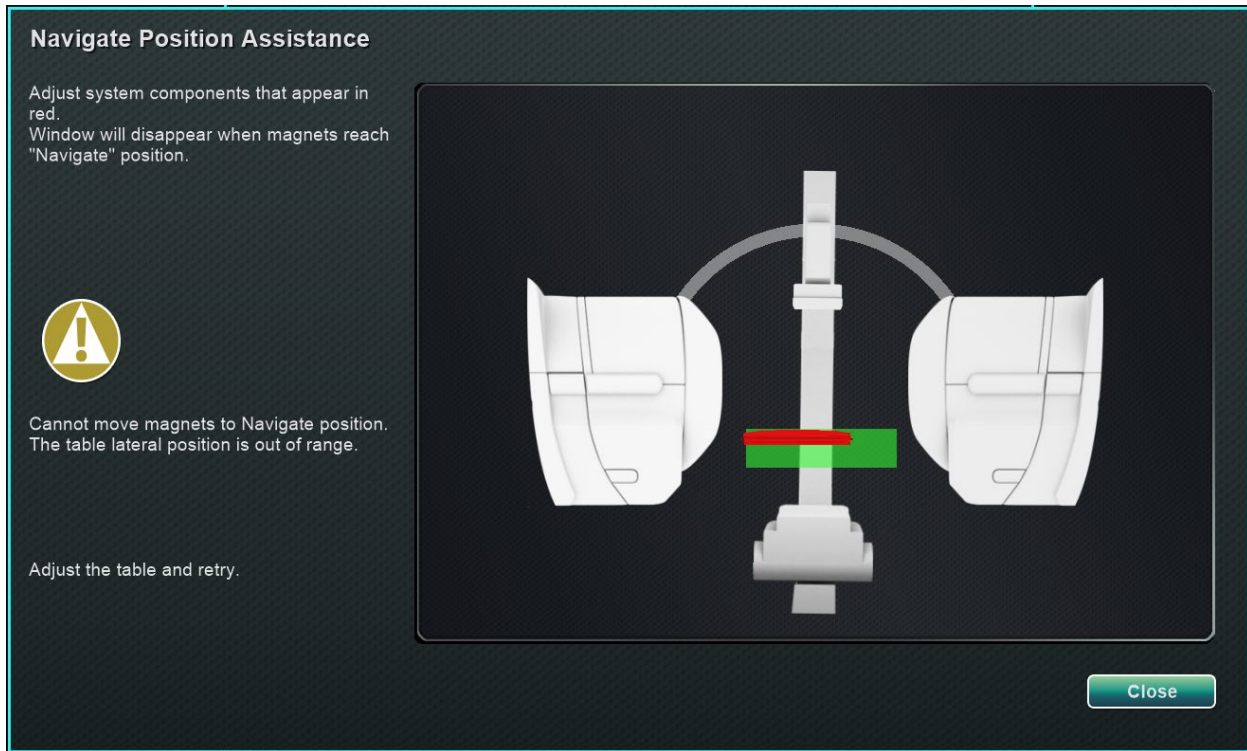 Navigate Position Assistance
Adjust system components that appear in
red.
Window will disappear when magnets reach
"Navigate" position.
Cannot move magnets to Navigate position.
The table lateral position is out of range.
Adjust the table and retry.
Close